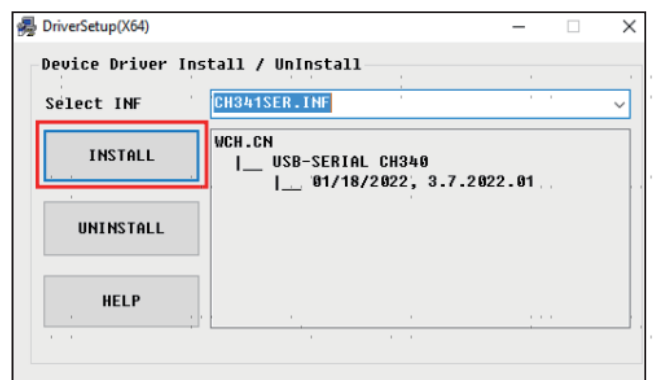 DriverSetup(X64)
Device Driver Install / UnInstall
Select INF
CH341SER.INF
INSTALL
WCH.CN
|__ USB-SERIAL CH340
|__ 01/18/2022, 3.7.2022.01
UNINSTALL
HELP